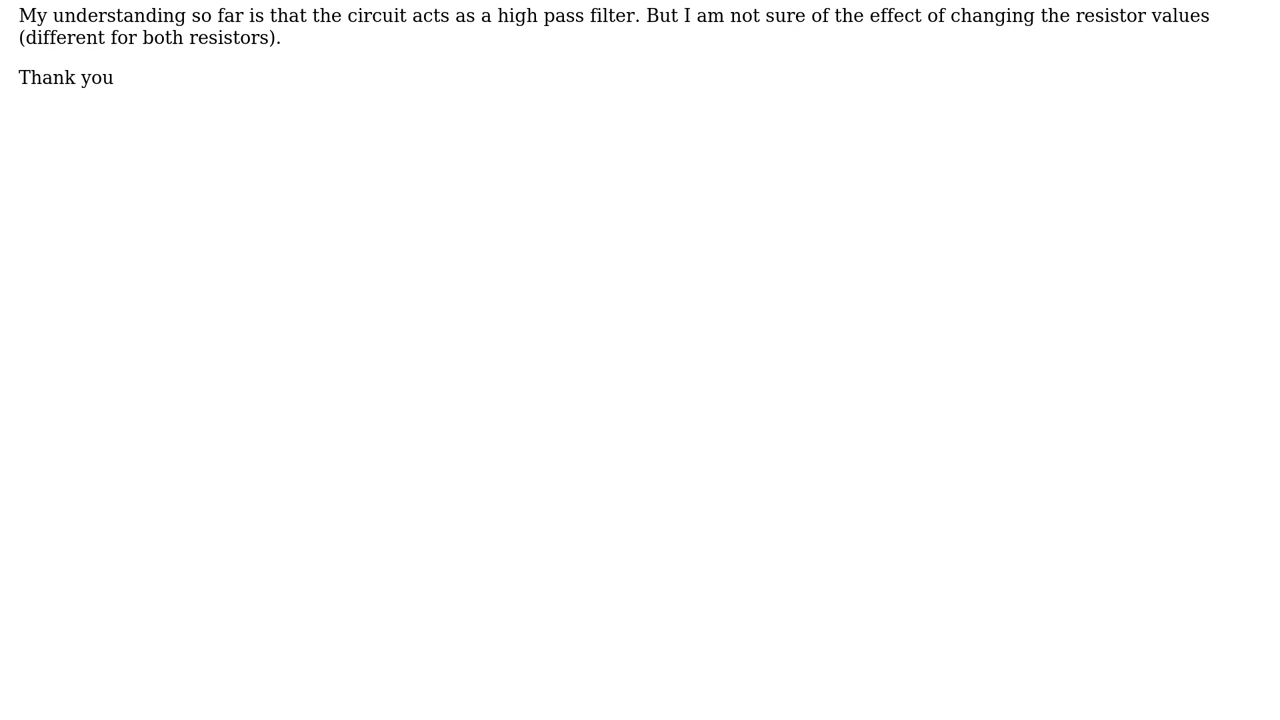 My understanding so far is that the circuit acts as a high pass filter. But I am not sure of the effect of changing the resistor values
(different for both resistors).
Thank you